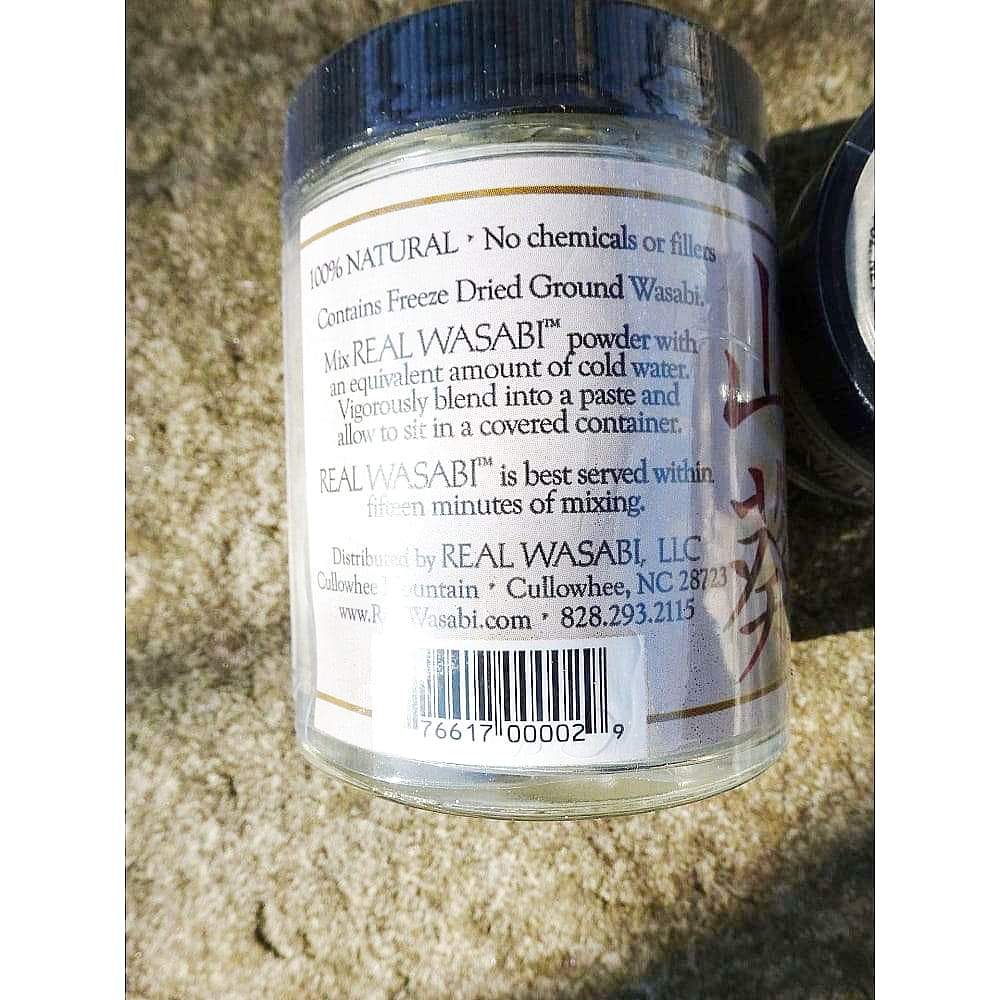 100% NATURAL • No chemicals or fillers
Contains Freeze Dried Ground Wasabi.
Mix REAL WASABI™ powder with
an equivalent amount of cold water.
Vigorously blend into a paste and
allow to sit in a covered container.
REAL WASABI™ is best served within
fifteen minutes of mixing.
Distributed by REAL WASABI, LLC
Cullowhee Mountain • Cullowhee, NC 28723
www.RealWasabi.com • 828.293.2115
76617 00002 9